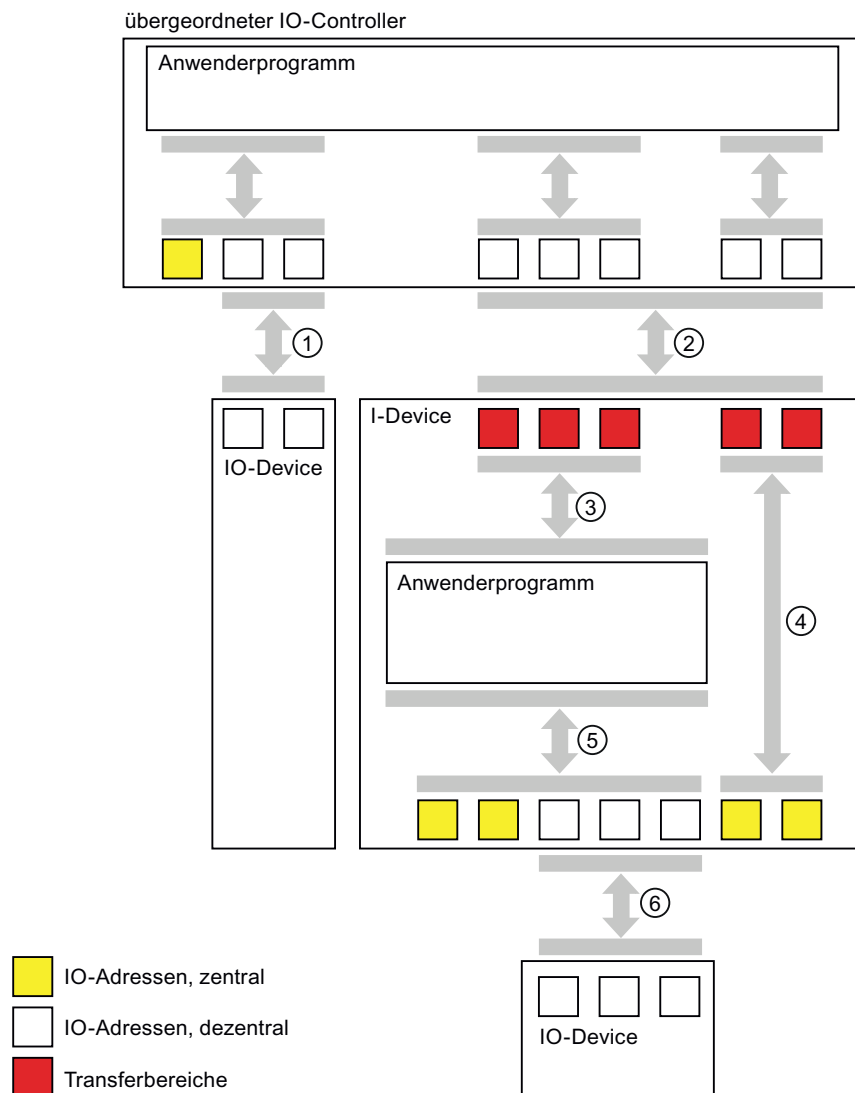 übergeordneter IO-Controller
Anwenderprogramm
①
②
I-Device
IO-Device
③
Anwenderprogramm
④
⑤
⑥
IO-Adressen, zentral
IO-Adressen, dezentral
IO-Device
Transferbereiche